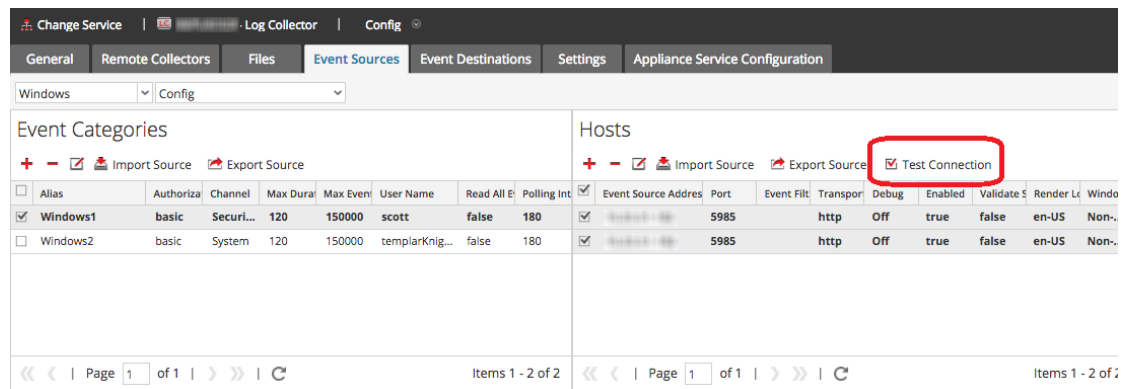 Change Service | LC - Log Collector | Config
General Remote Collectors Files Event Sources Event Destinations Settings Appliance Service Configuration
Windows Config
Event Categories
Import Source Export Source
Alias Authoriza Channel Max Durat Max Event User Name Read All E Polling Int
Windows1 basic Securi... 120 150000 scott false 180
Windows2 basic System 120 150000 templarKnig... false 180
Page 1 of 1 | Items 1 - 2 of 2
Hosts
Import Source Export Source Test Connection
Event Source Addres Port Event Filt Transpor Debug Enabled Validate S Render Lo Windo
5985 http Off true false en-US Non-..
5985 http Off true false en-US Non-..
Page 1 of 1 | Items 1 - 2 of 2